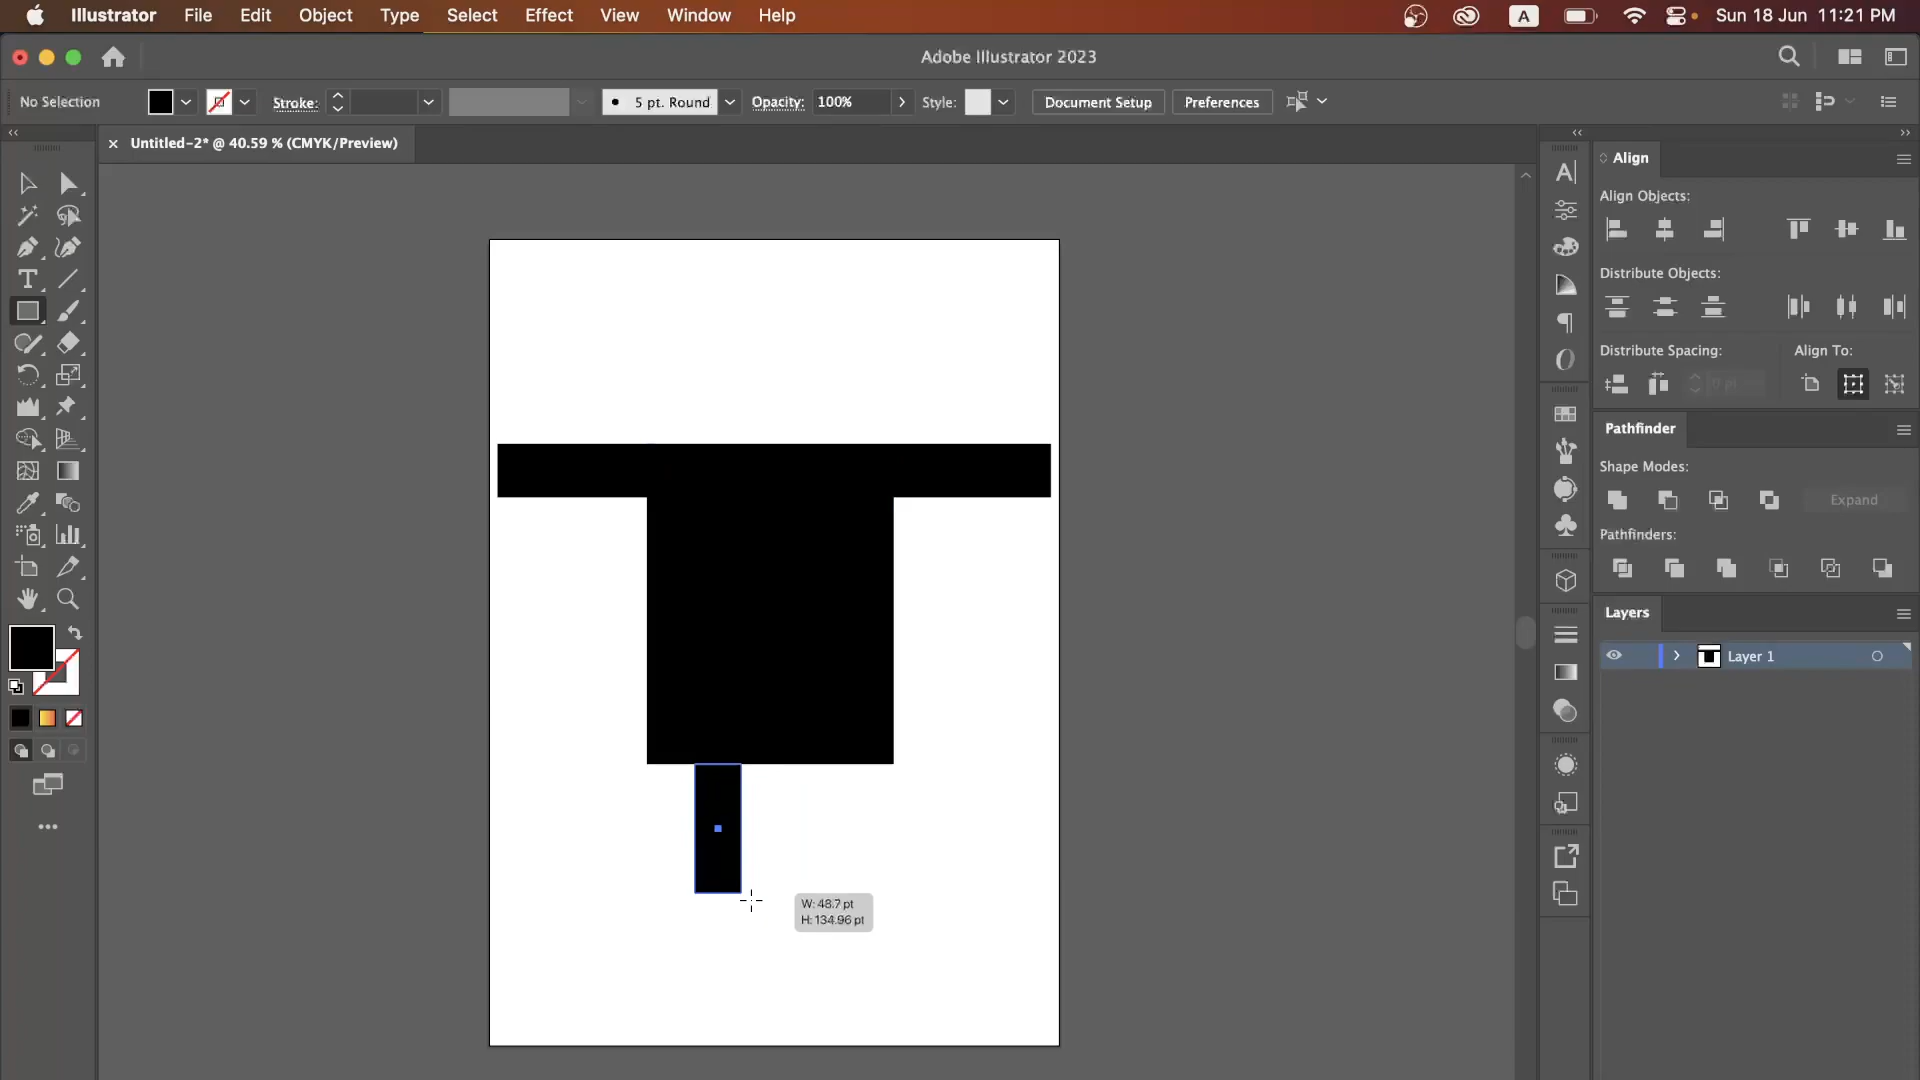 Illustrator File Edit Object Type Select Effect View Window Help A Sun 18 Jun 11:21 PM
Adobe Illustrator 2023
No Selection Stroke: 5 pt. Round Opacity: 100% Style: Document Setup Preferences
× Untitled-2* @ 40.59 % (CMYK/Preview)
Align
Align Objects:
Distribute Objects:
Distribute Spacing: Align To:
0 pt
Pathfinder
Shape Modes:
Expand
Pathfinders:
Layers
Layer 1
W: 48.7 pt
H: 134.96 pt